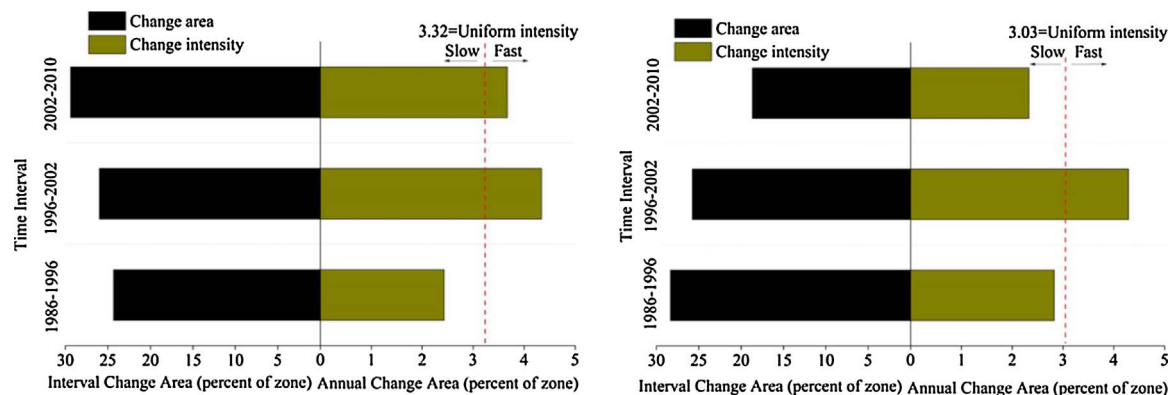 Change area
Change intensity
3.32=Uniform intensity
Slow Fast
2002-2010
1996-2002
1986-1996
Time Interval
30 25 20 15 10 5 0 1 2 3 4 5
Interval Change Area (percent of zone) Annual Change Area (percent of zone)
Change area
Change intensity
3.03=Uniform intensity
Slow Fast
2002-2010
1996-2002
1986-1996
Time Interval
30 25 20 15 10 5 0 1 2 3 4 5
Interval Change Area (percent of zone) Annual Change Area (percent of zone)